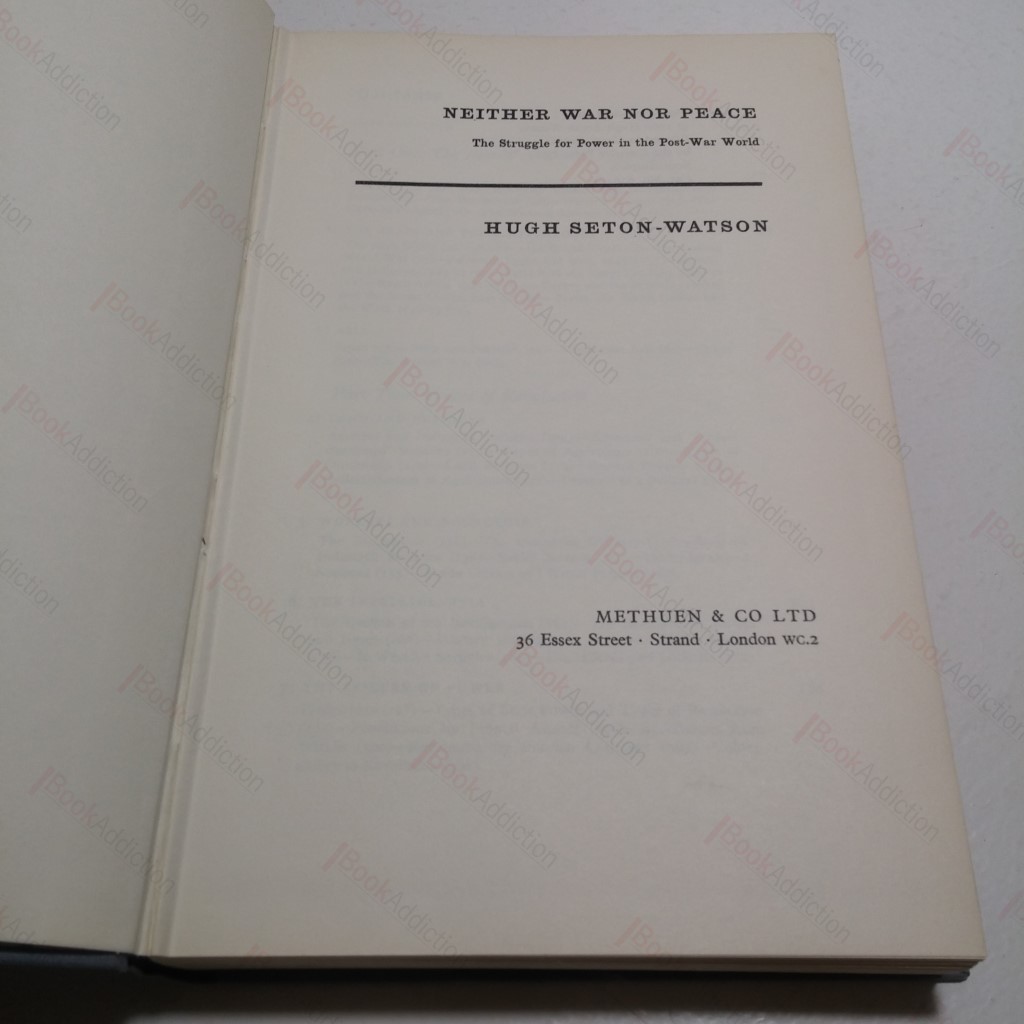 NEITHER WAR NOR PEACE
The Struggle for Power in the Post-War World
HUGH SETON-WATSON
METHUEN & CO LTD
36 Essex Street · Strand · London WC.2
BookAddiction